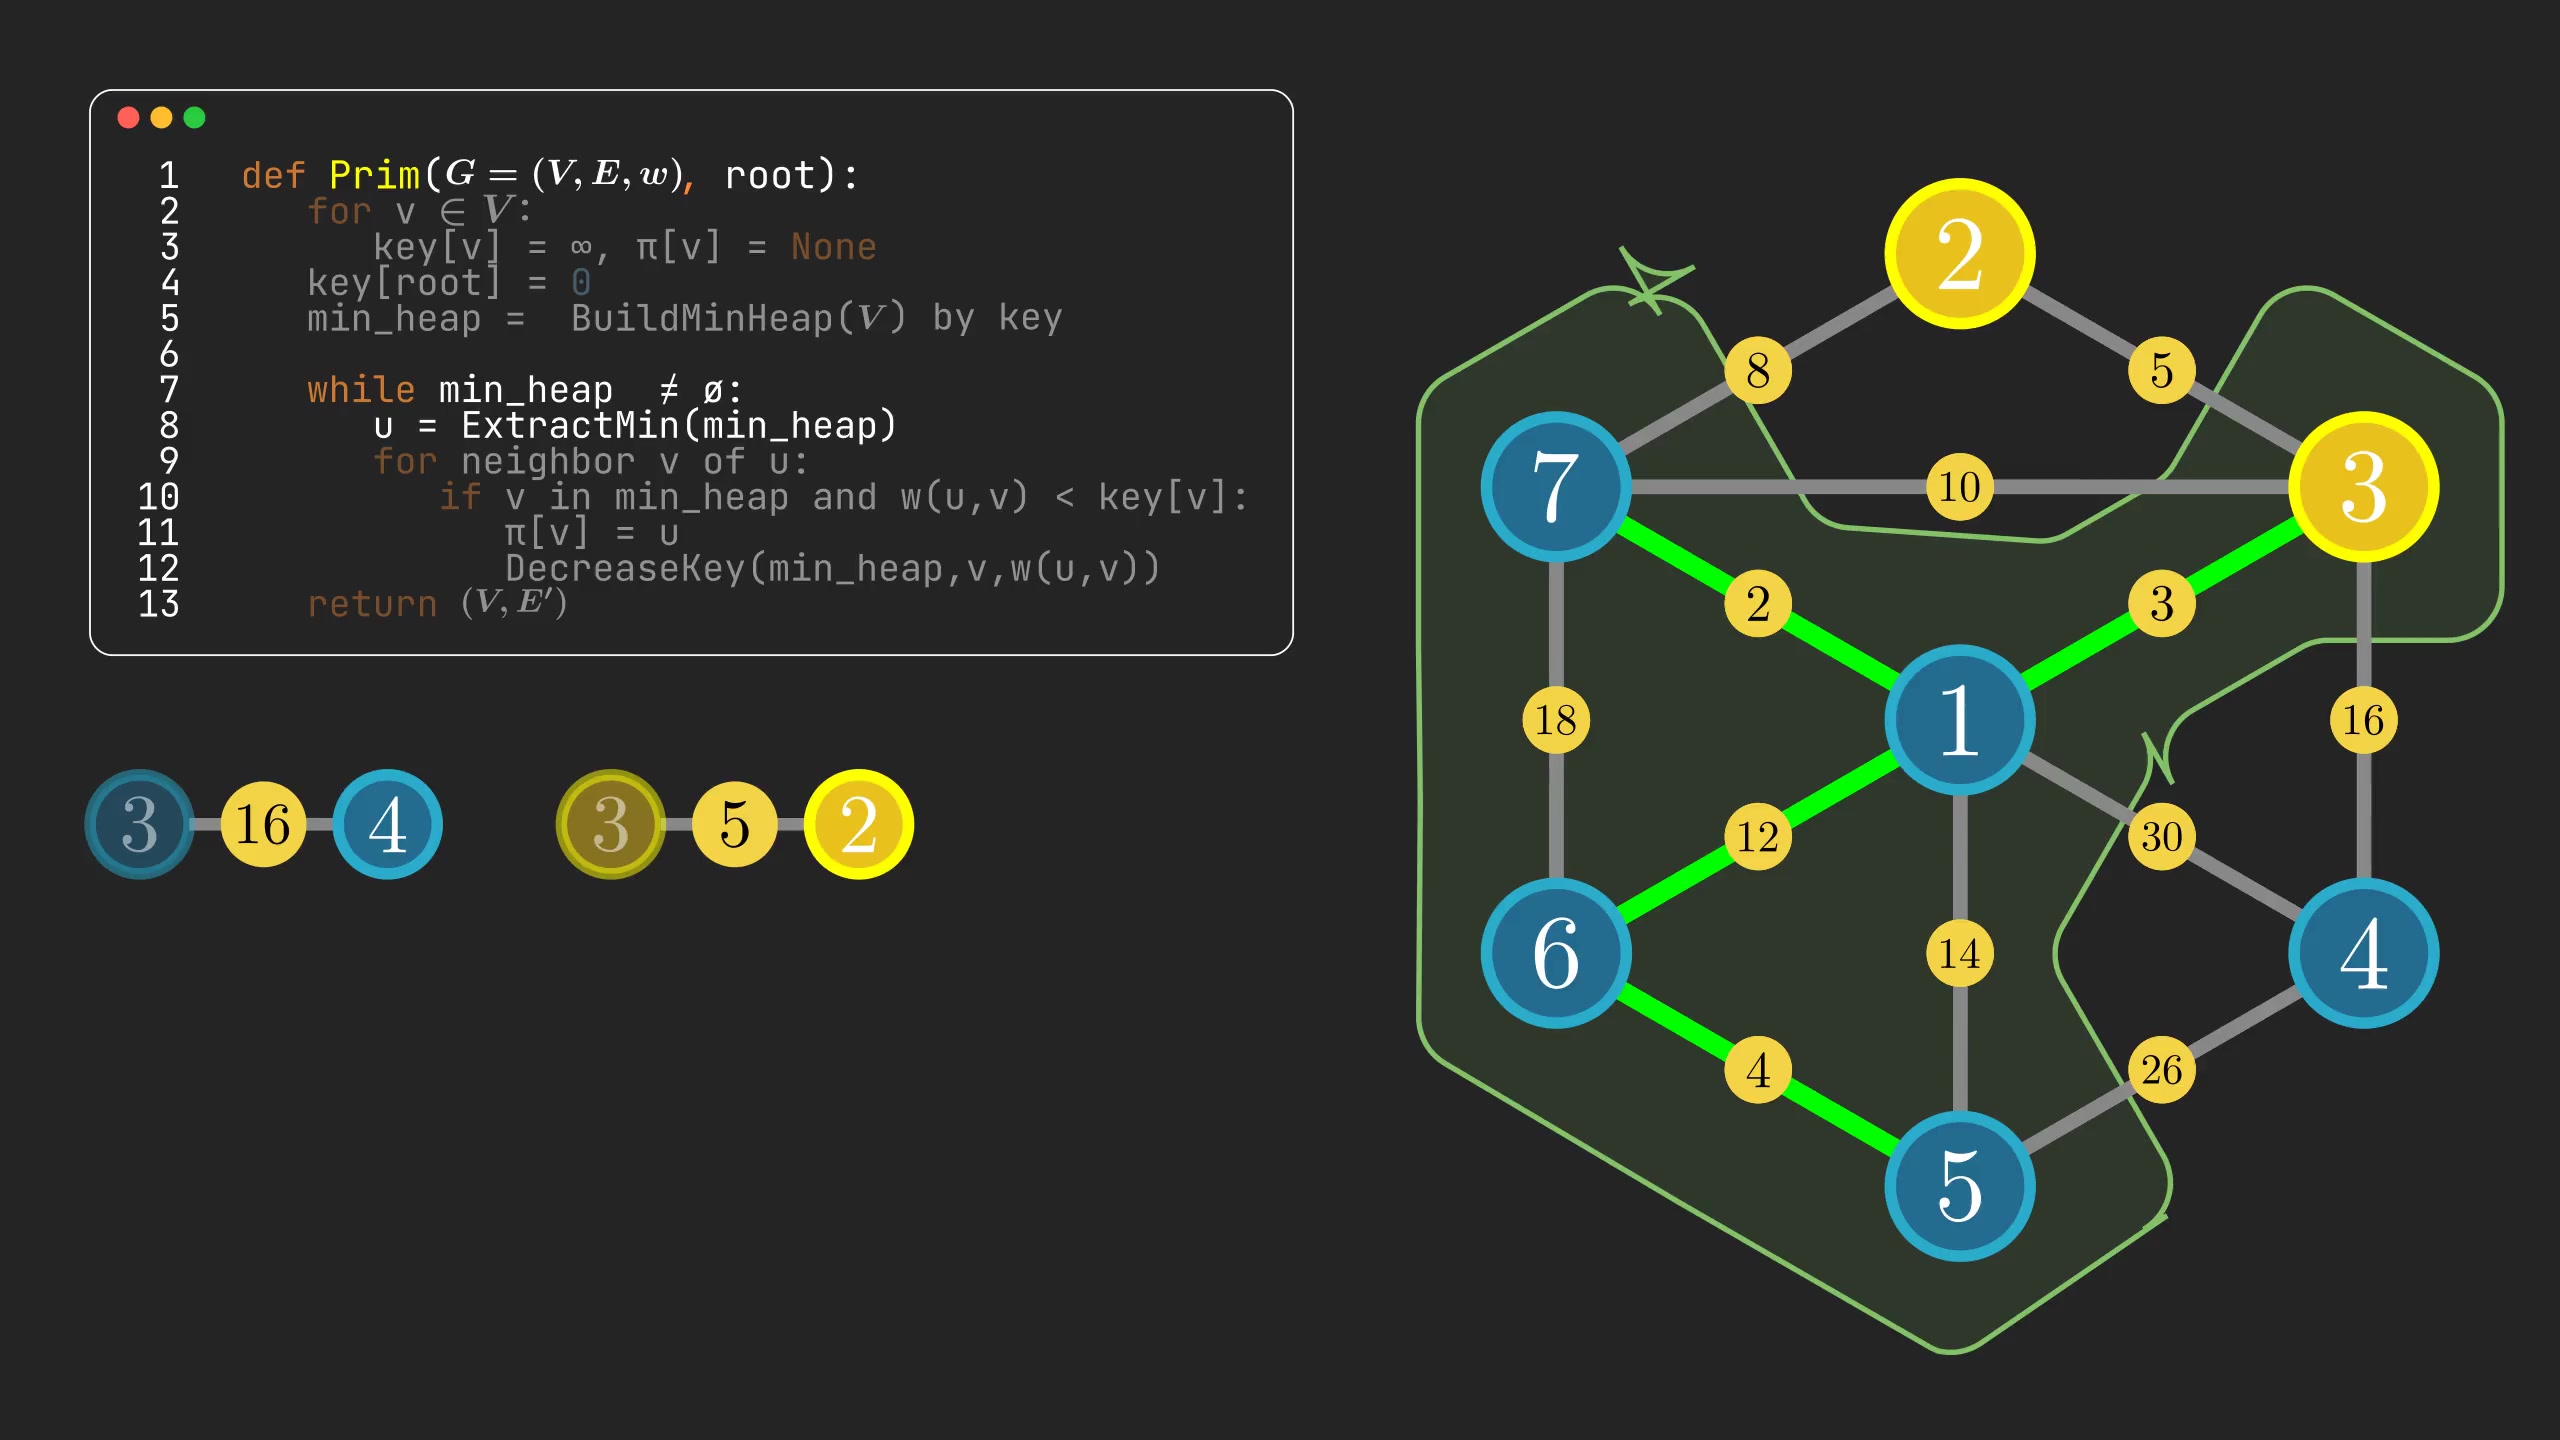 1 def Prim(G = (V, E, w), root):
2 for v ∈ V:
3 key[v] = ∞, π[v] = None
4 key[root] = 0
5 min_heap = BuildMinHeap(V) by key
6
7 while min_heap ≠ ø:
8 u = ExtractMin(min_heap)
9 for neighbor v of u:
10 if v in min_heap and w(u,v) < key[v]:
11 π[v] = u
12 DecreaseKey(min_heap,v,w(u,v))
13 return (V, E′)
3 16 4 3 5 2
2
8 5
7 10 3
2 3
18 1 16
12 30
6 14 4
4 26
5